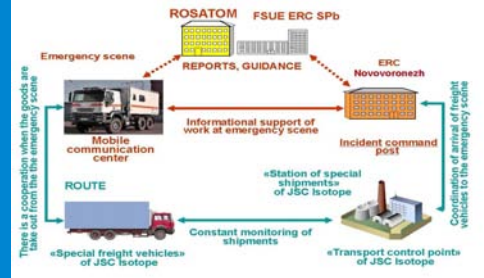 ROSATOM
FSUE ERC SPb
Emergency scene
REPORTS, GUIDANCE
ERC
Novovoronezh
Mobile
communication
center
Informational support of
work at emergency scene
Incident command
post
There is a cooperation when the goods are
take out from the the emergency scene
Coordination of arrival of freight
vehicles to the emergency scene
ROUTE
«Station of special
shipments»
of JSC Isotope
Constant monitoring of
shipments
«Special freight vehicles»
of JSC Isotope
«Transport control point»
of JSC Isotope